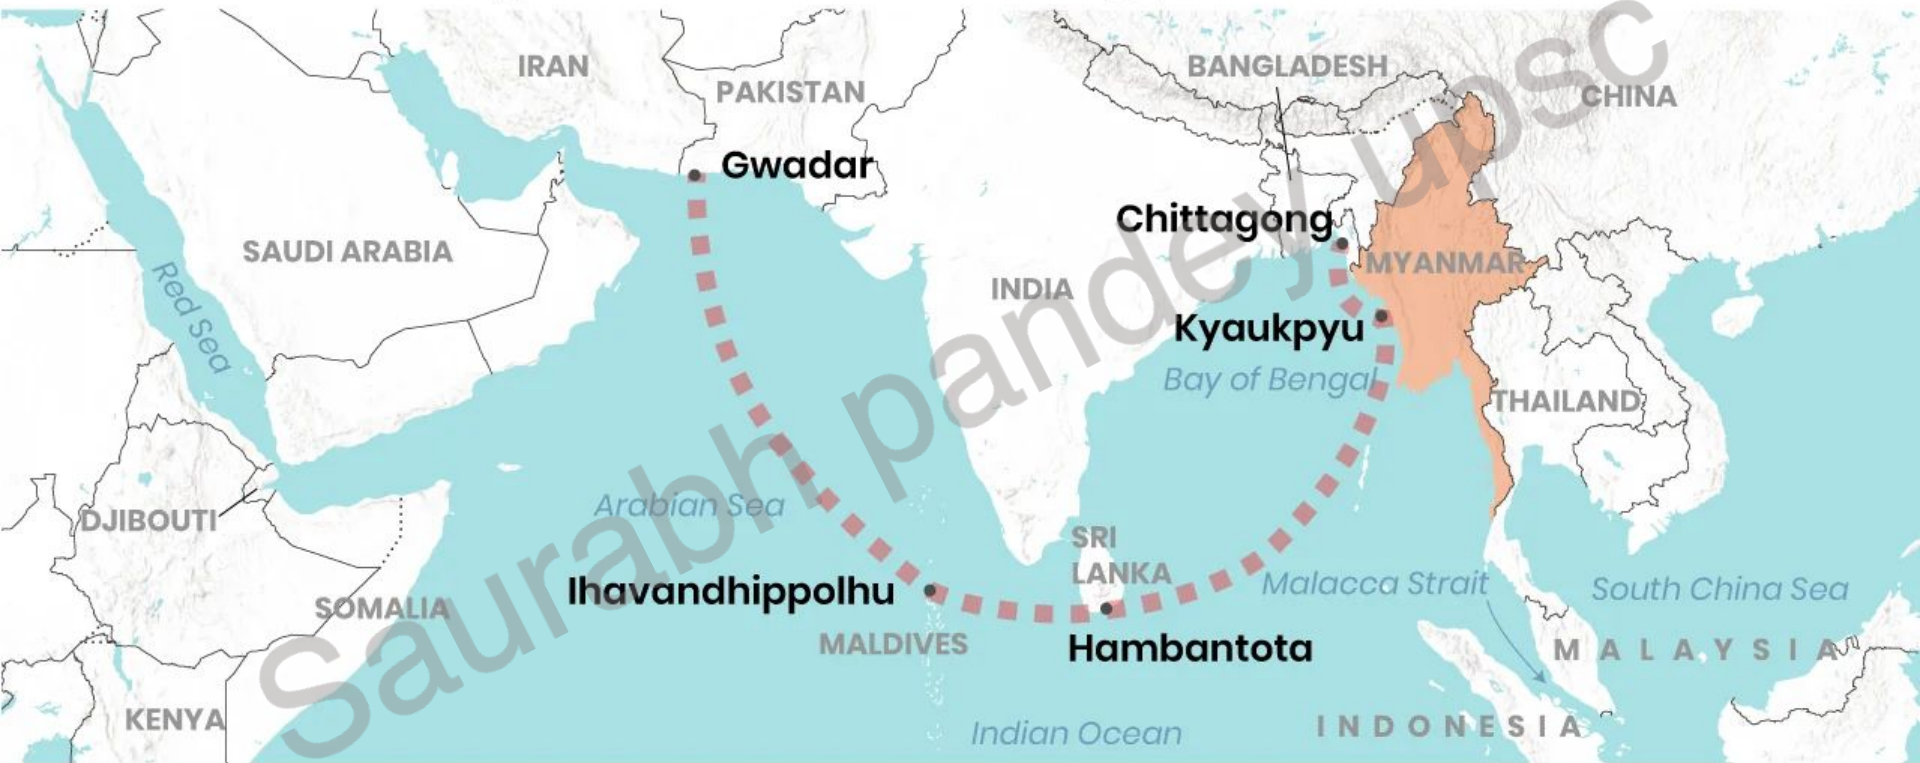 IRAN
BANGLADESH
PAKISTAN
CHINA
Gwadar
Chittagong
SAUDI ARABIA
MYANMAR
Red Sea
INDIA
Kyaukpyu
Bay of Bengal
THAILAND
Arabian Sea
DJIBOUTI
SRI
LANKA
Ihavandhippolhu
Malacca Strait
South China Sea
SOMALIA
MALDIVES
Hambantota
MALAYSIA
KENYA
Indian Ocean
INDONESIA
Saurabh pandey upsc